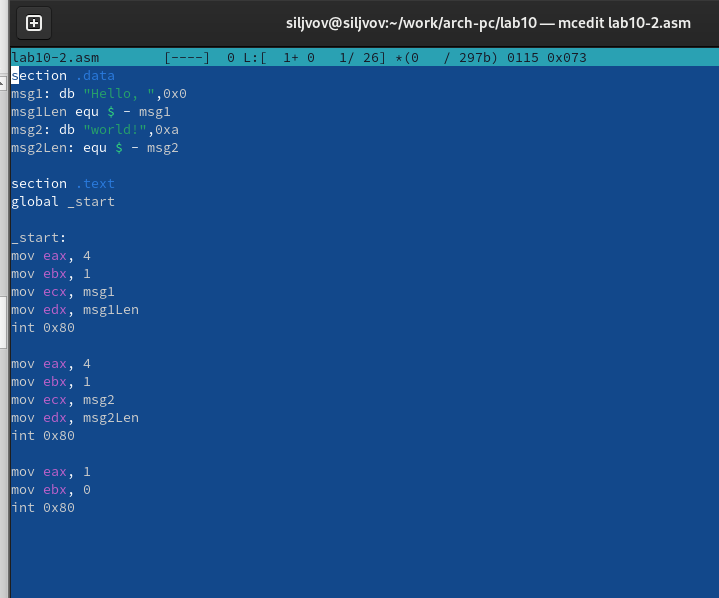 siljvov@siljvov:~/work/arch-pc/lab10 — mcedit lab10-2.asm
lab10-2.asm        [----]  0 L:[  1+ 0   1/ 26] *(0   / 297b) 0115 0x073
section .data
msg1: db "Hello, ",0x0
msg1Len equ $ - msg1
msg2: db "world!",0xa
msg2Len: equ $ - msg2
section .text
global _start
_start:
mov eax, 4
mov ebx, 1
mov ecx, msg1
mov edx, msg1Len
int 0x80
mov eax, 4
mov ebx, 1
mov ecx, msg2
mov edx, msg2Len
int 0x80
mov eax, 1
mov ebx, 0
int 0x80